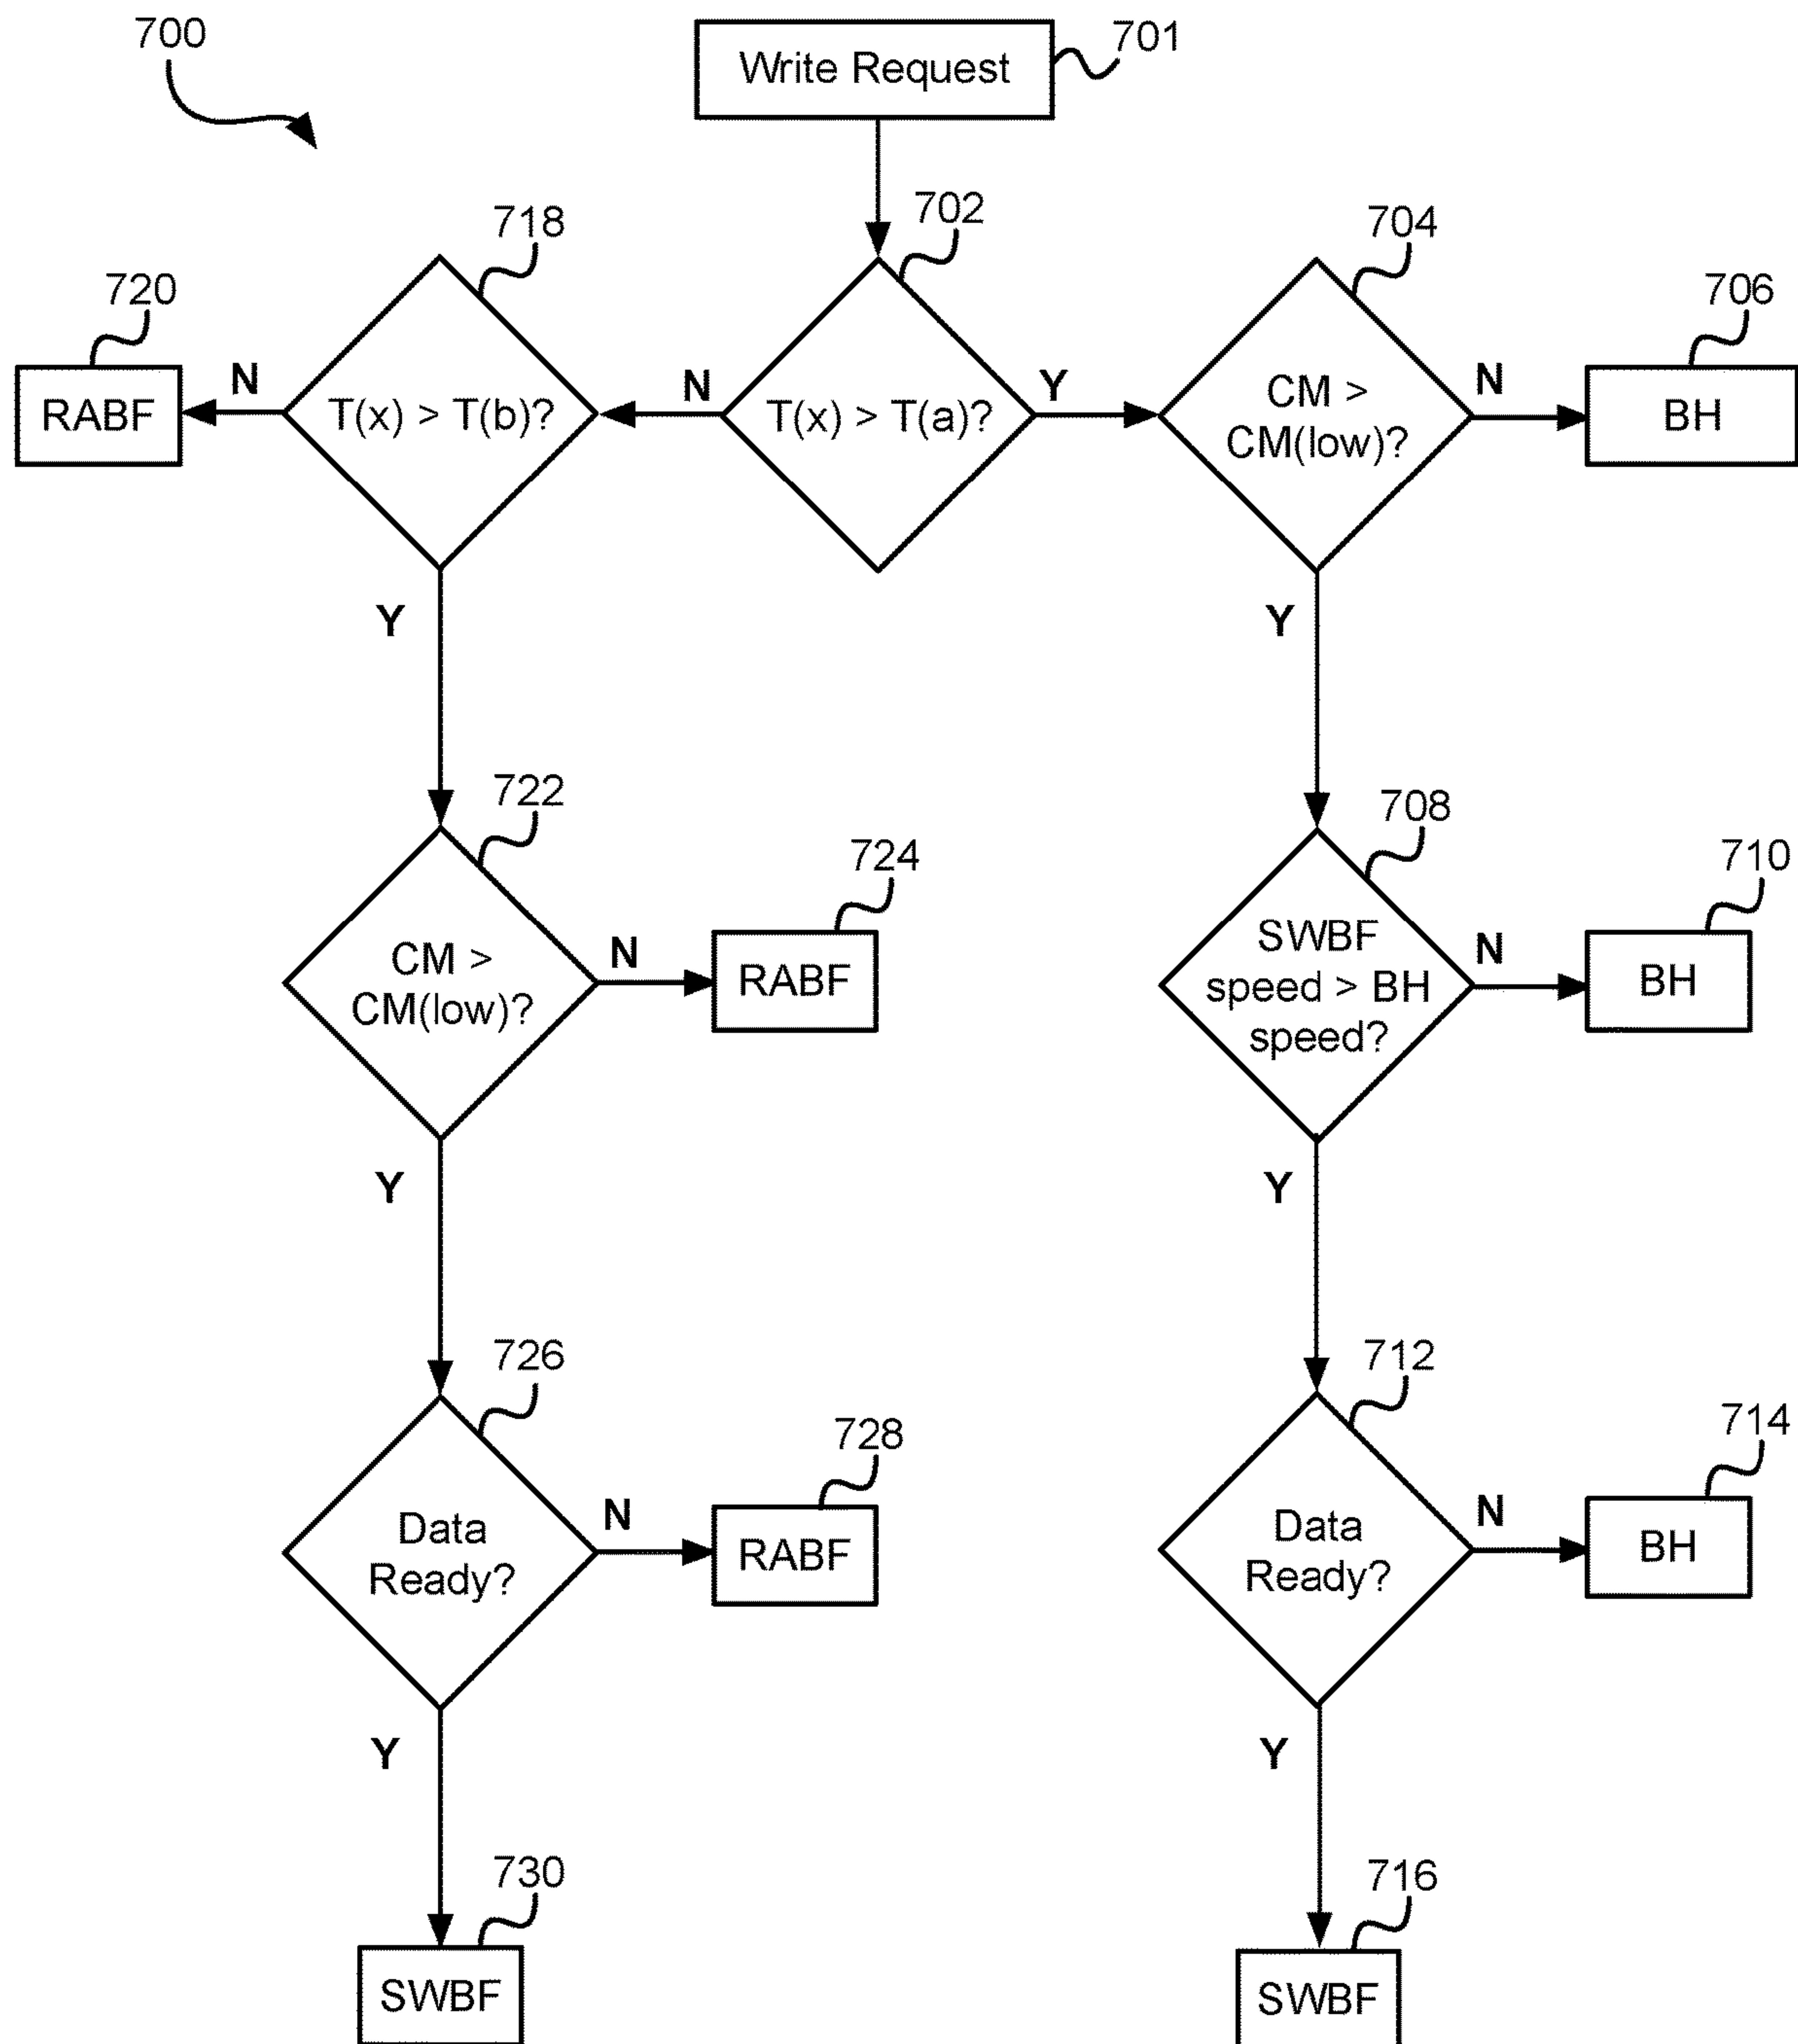 700
Write Request
701
718
702
704
720
706
RABF
N
T(x) > T(b)?
N
T(x) > T(a)?
Y
CM >
CM(low)?
N
BH
Y
Y
722
708
724
710
CM >
CM(low)?
N
RABF
SWBF
speed > BH
speed?
N
BH
Y
Y
726
712
728
714
Data
Ready?
N
RABF
Data
Ready?
N
BH
Y
Y
730
716
SWBF
SWBF